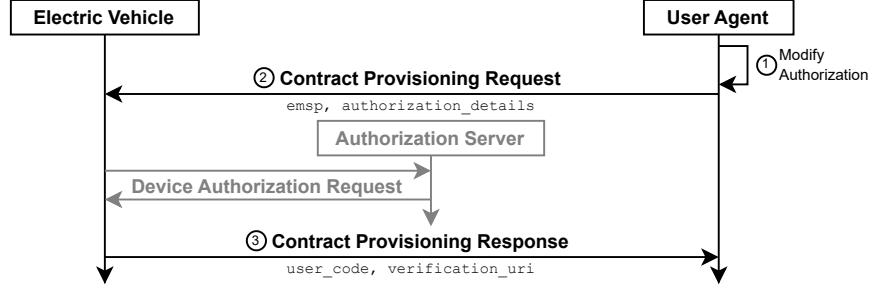 Electric Vehicle
User Agent
① Modify
Authorization
② Contract Provisioning Request
emsp, authorization_details
Authorization Server
Device Authorization Request
③ Contract Provisioning Response
user_code, verification_uri